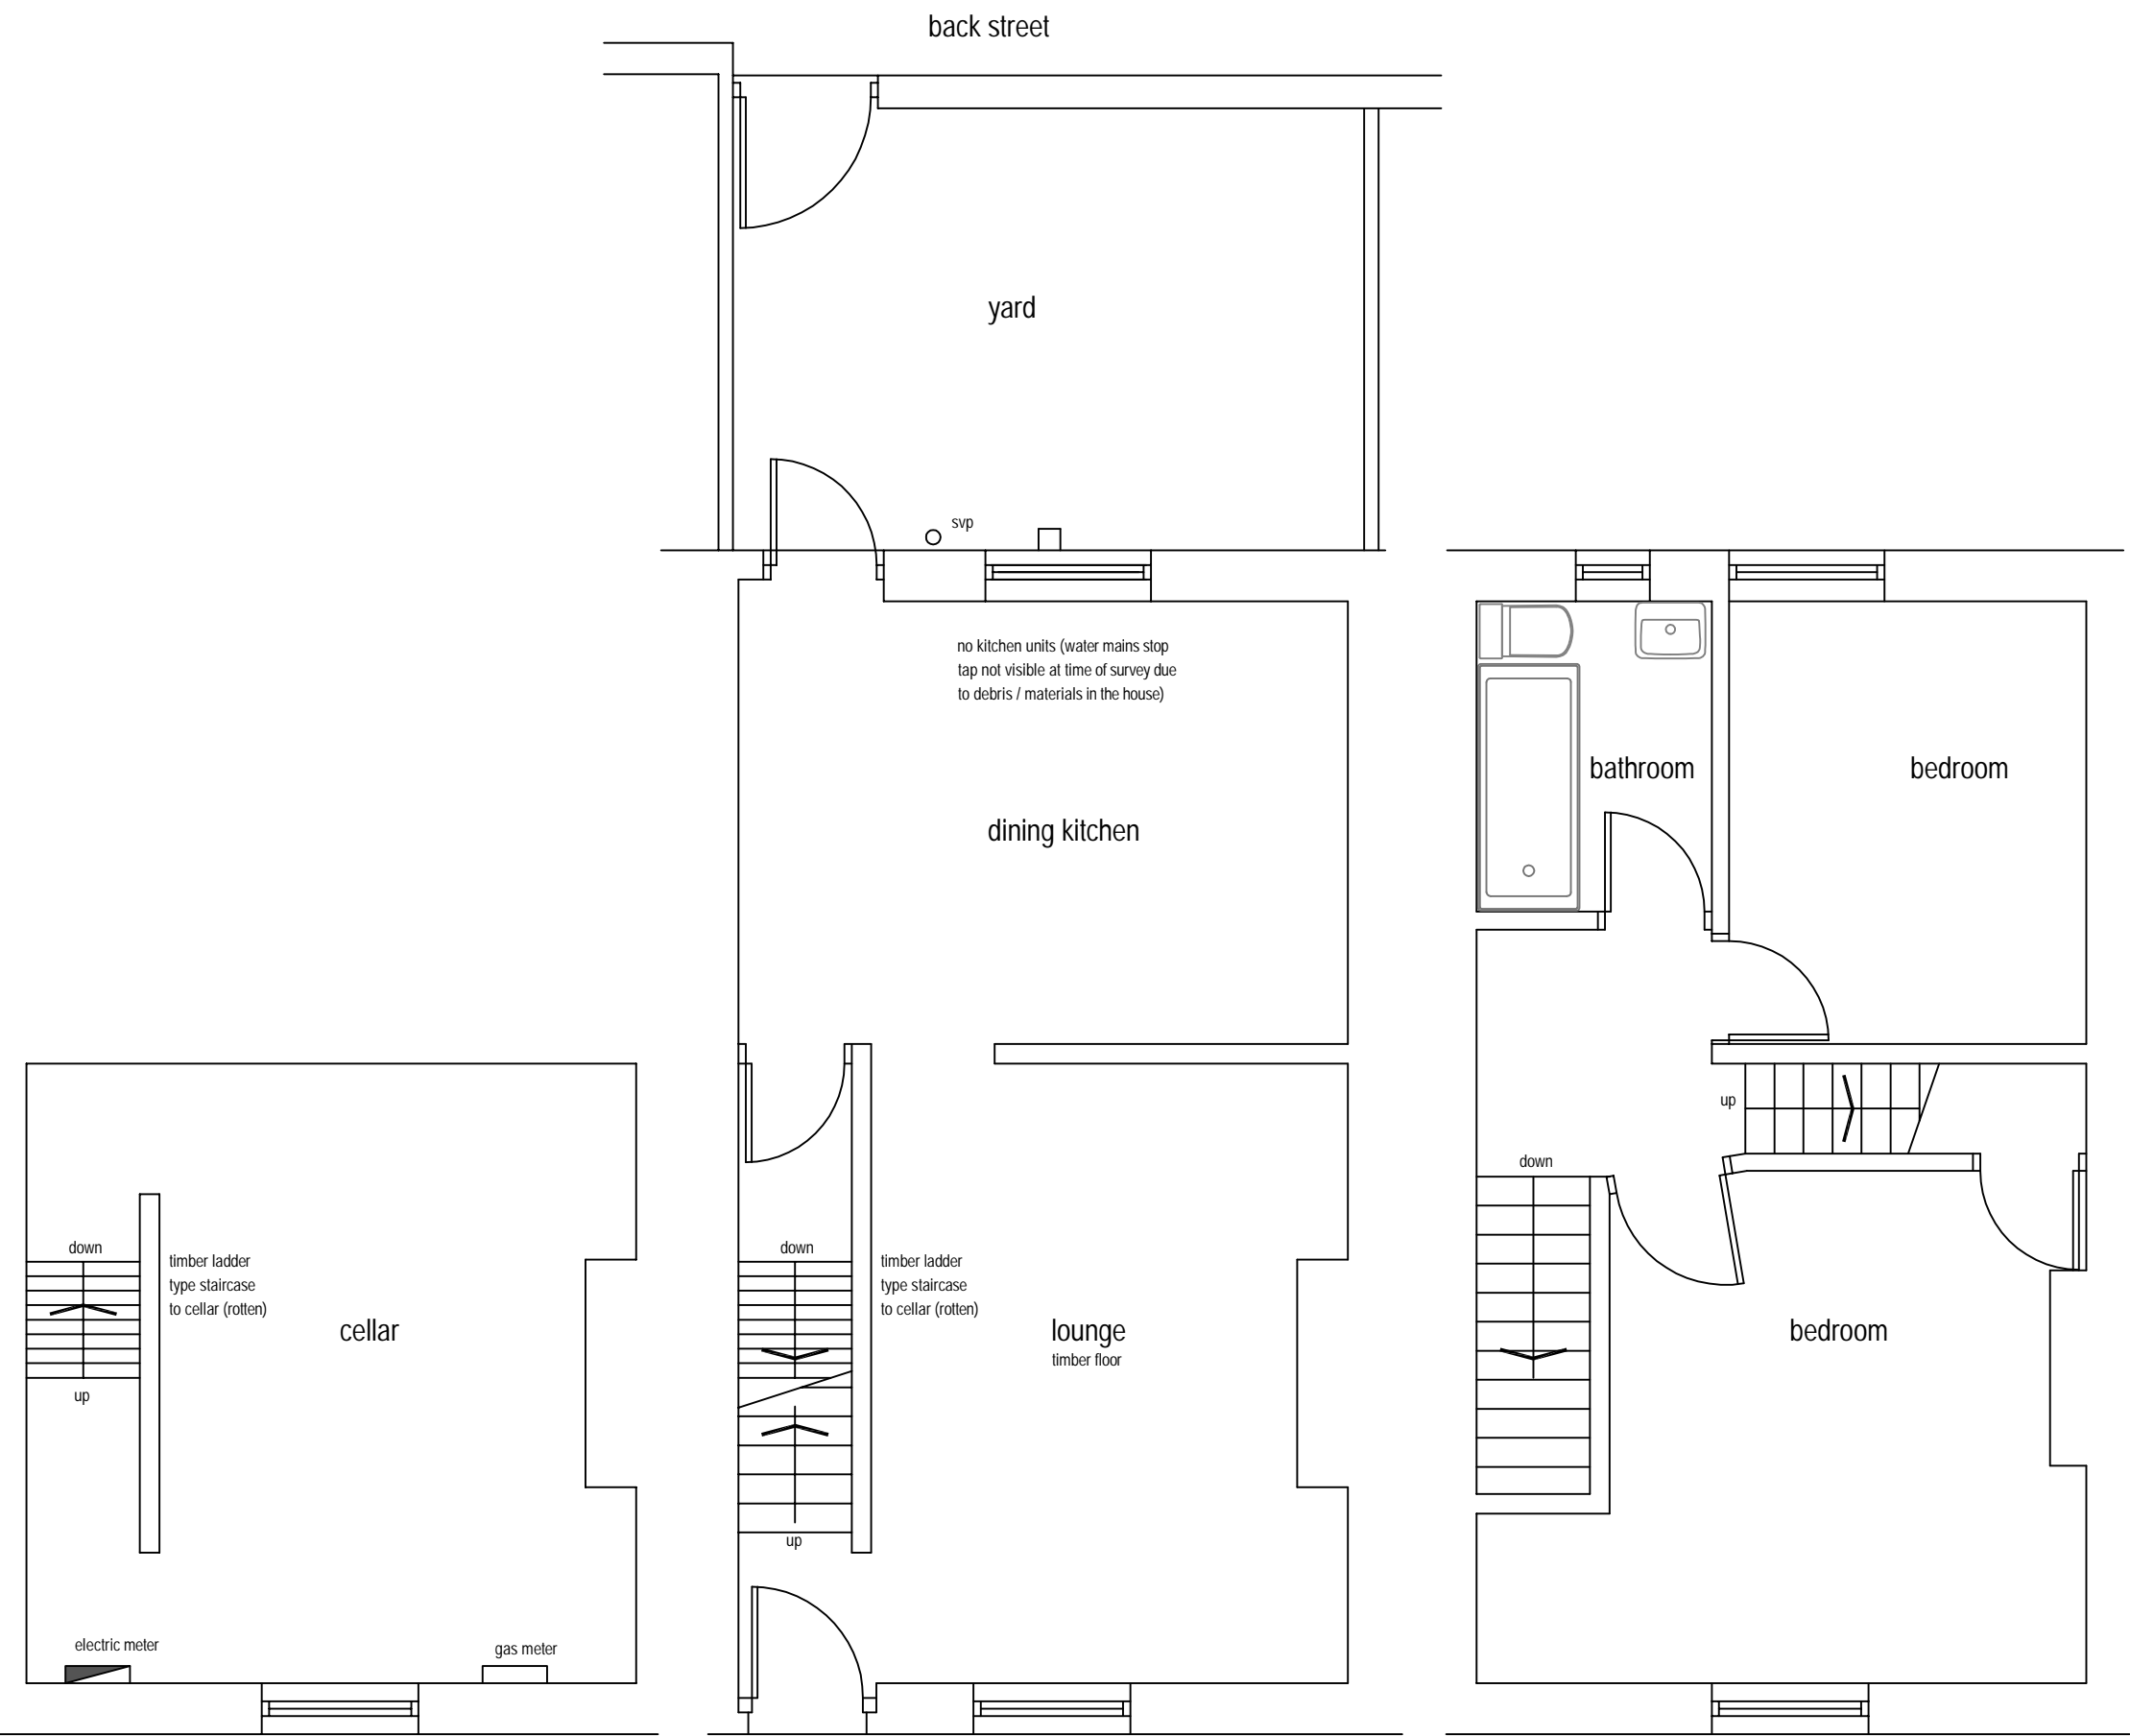 back street
yard
svp
no kitchen units (water mains stop
tap not visible at time of survey due
to debris / materials in the house)
dining kitchen
bathroom
bedroom
up
down
down
timber ladder
type staircase
to cellar (rotten)
cellar
up
electric meter
gas meter
down
timber ladder
type staircase
to cellar (rotten)
lounge
timber floor
up
bedroom